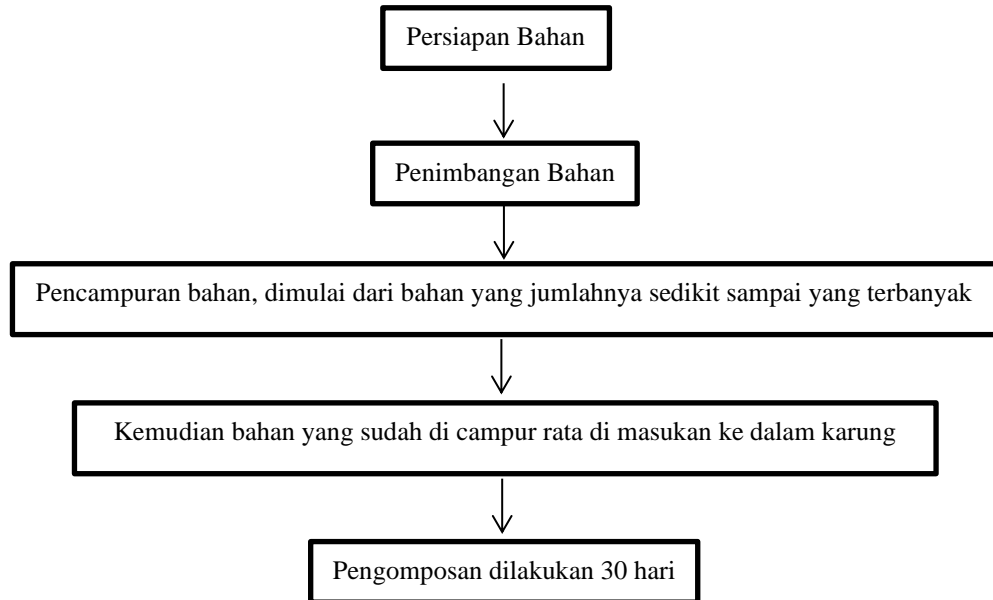 Persiapan Bahan
Penimbangan Bahan
Pencampuran bahan, dimulai dari bahan yang jumlahnya sedikit sampai yang terbanyak
Kemudian bahan yang sudah di campur rata di masukan ke dalam karung
Pengomposan dilakukan 30 hari